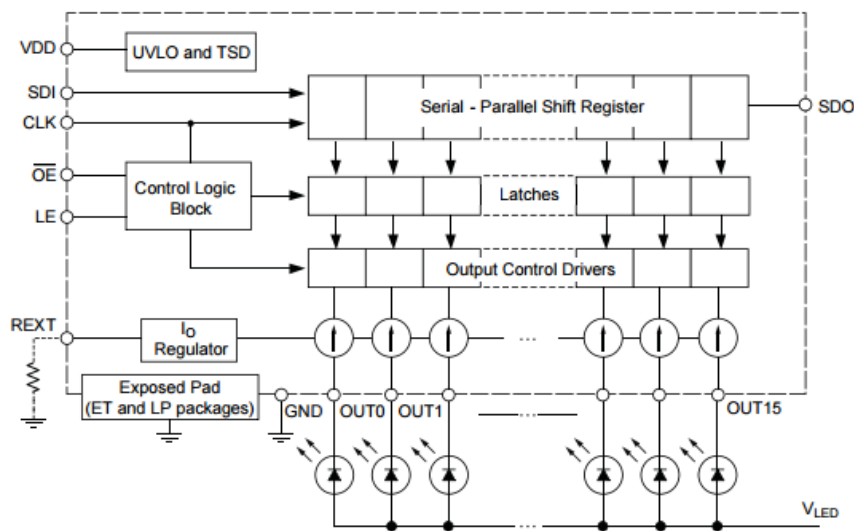 VDD
UVLO and TSD
SDI
Serial - Parallel Shift Register
SDO
CLK
OE
Control Logic
Block
Latches
LE
Output Control Drivers
REXT
IO
Regulator
...
Exposed Pad
(ET and LP packages)
GND
OUT0
OUT1
...
OUT15
...
VLED